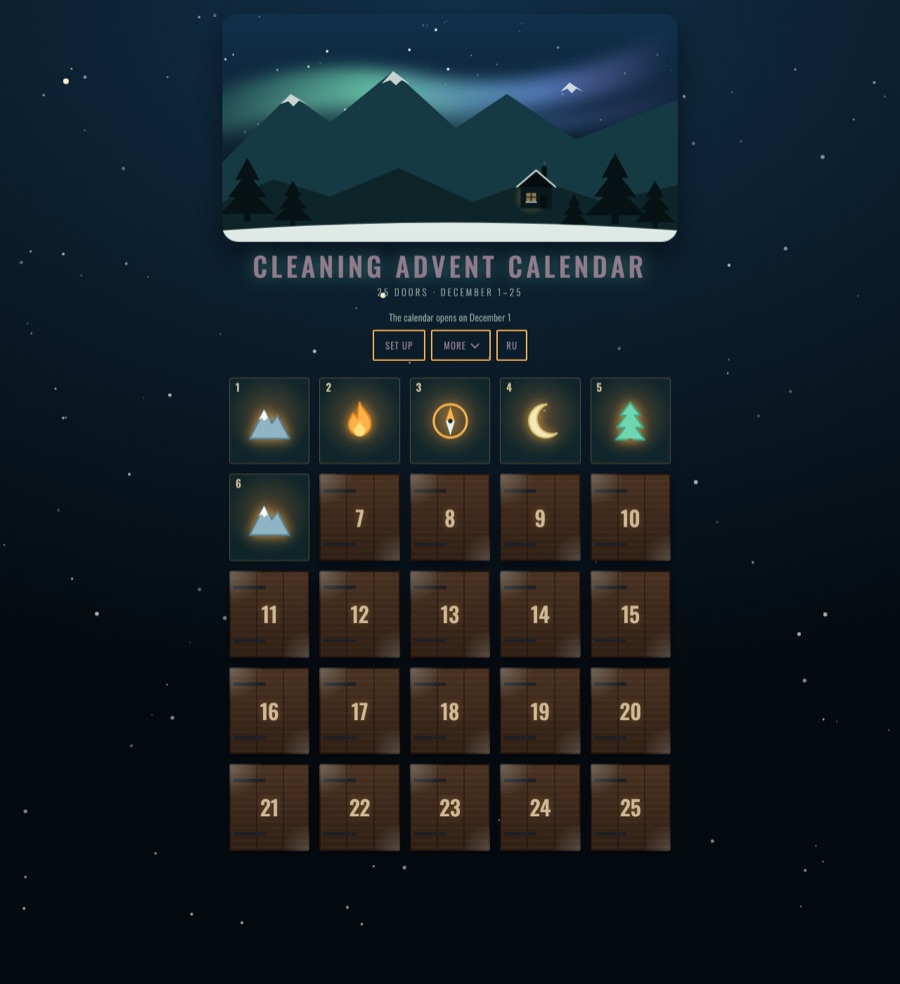 CLEANING ADVENT CALENDAR
25 DOORS · DECEMBER 1–25
The calendar opens on December 1
SET UP MORE RU
1 2 3 4 5
6 7 8 9 10
11 12 13 14 15
16 17 18 19 20
21 22 23 24 25